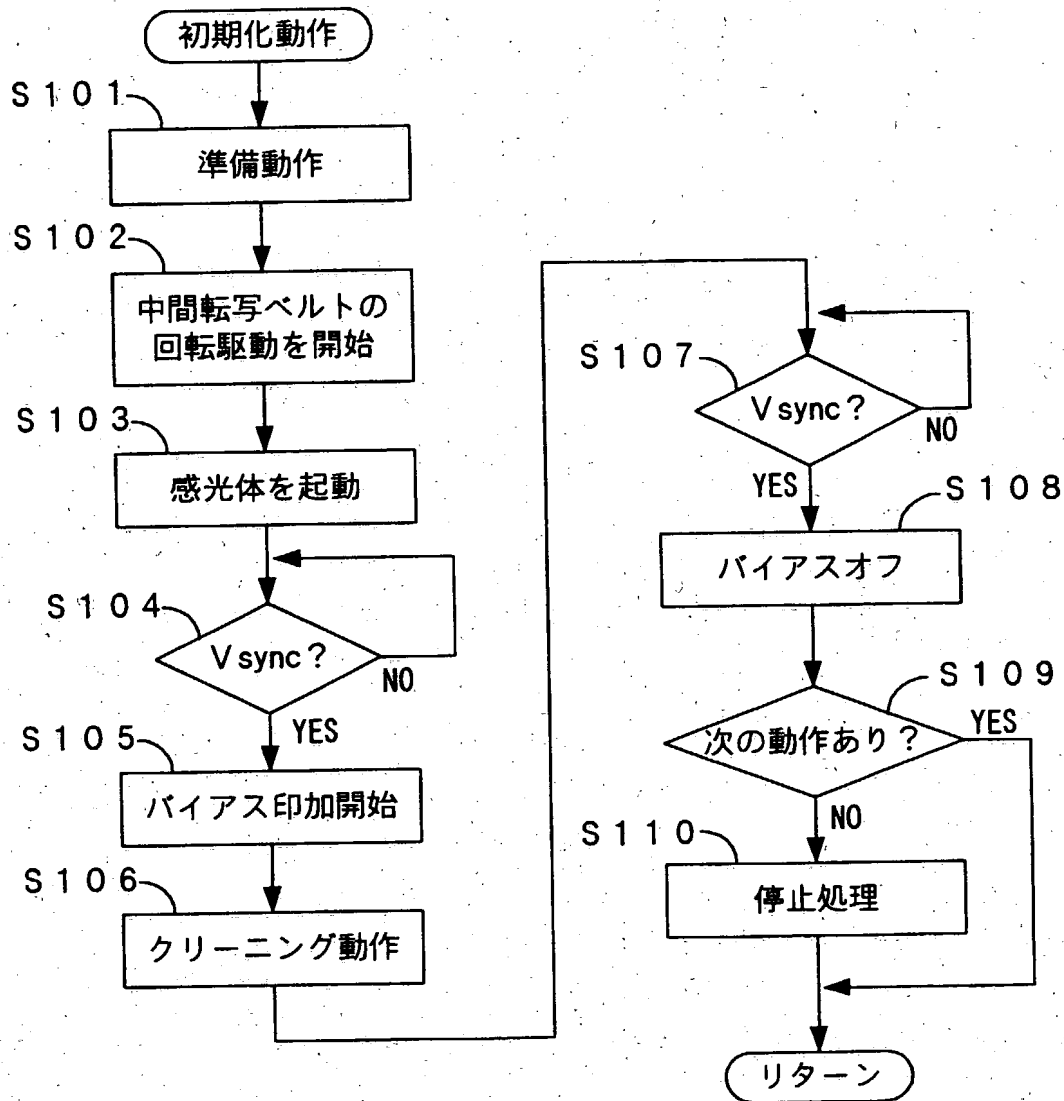 初期化動作
S101
準備動作
S102
中間転写ベルトの
回転駆動を開始
S103
感光体を起動
S104
Vsync?
NO
YES
S105
バイアス印加開始
S106
クリーニング動作
S107
Vsync?
NO
YES
S108
バイアスオフ
S109
次の動作あり?
YES
NO
S110
停止処理
リターン